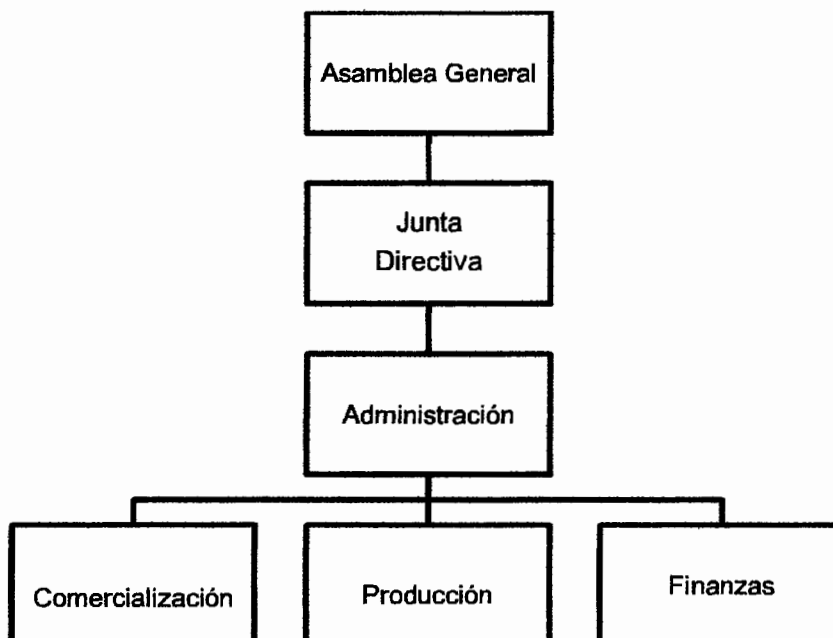 Asamblea General
Junta
Directiva
Administración
Comercialización
Producción
Finanzas